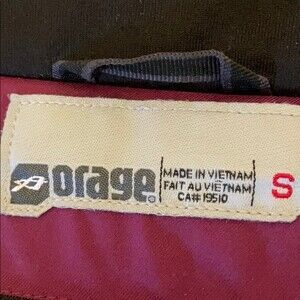 orage
MADE IN VIETNAM
FAIT AU VIETNAM
CA#19510
S